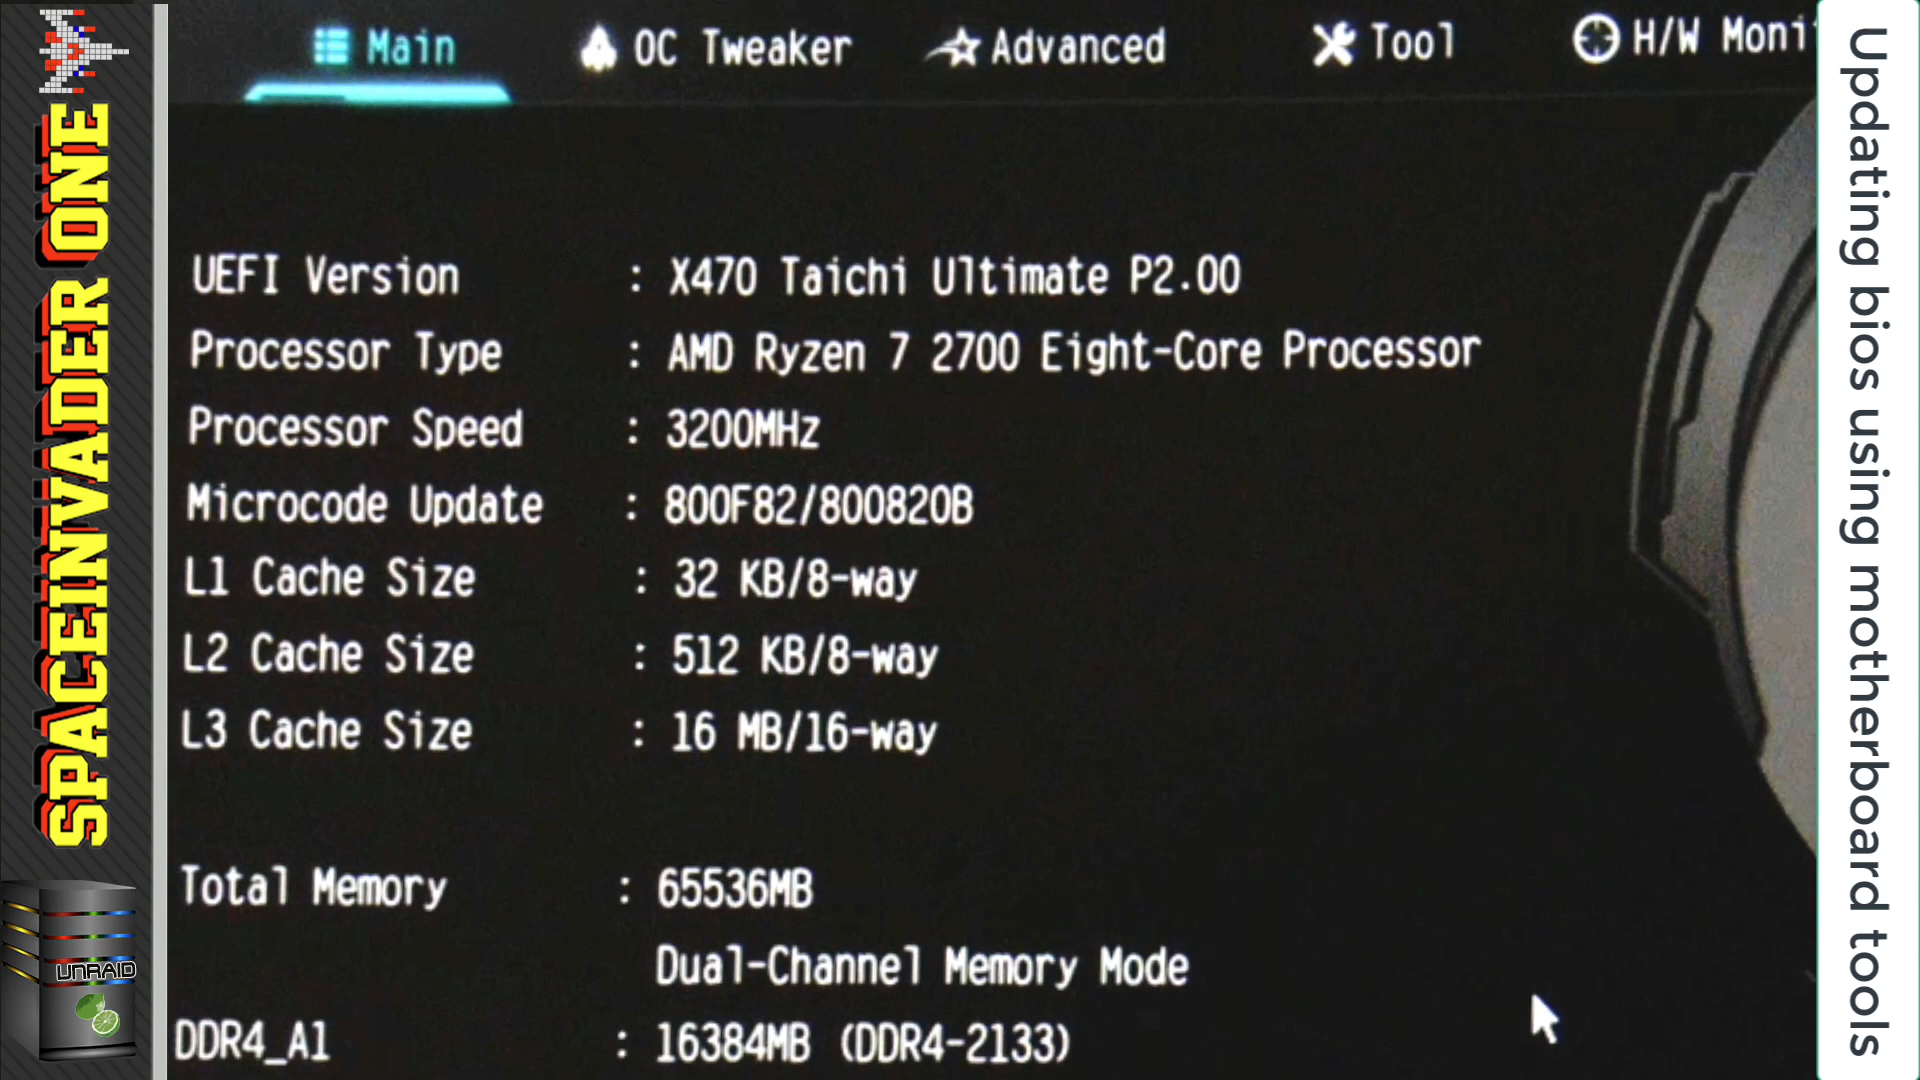 SPACEINVADER ONE
UNRAID
Main OC Tweaker Advanced Tool H/W Moni
UEFI Version : X470 Taichi Ultimate P2.00
Processor Type : AMD Ryzen 7 2700 Eight-Core Processor
Processor Speed : 3200MHz
Microcode Update : 800F82/800820B
L1 Cache Size : 32 KB/8-way
L2 Cache Size : 512 KB/8-way
L3 Cache Size : 16 MB/16-way
Total Memory : 65536MB
Dual-Channel Memory Mode
DDR4_A1 : 16384MB (DDR4-2133)
Updating bios using motherboard tools